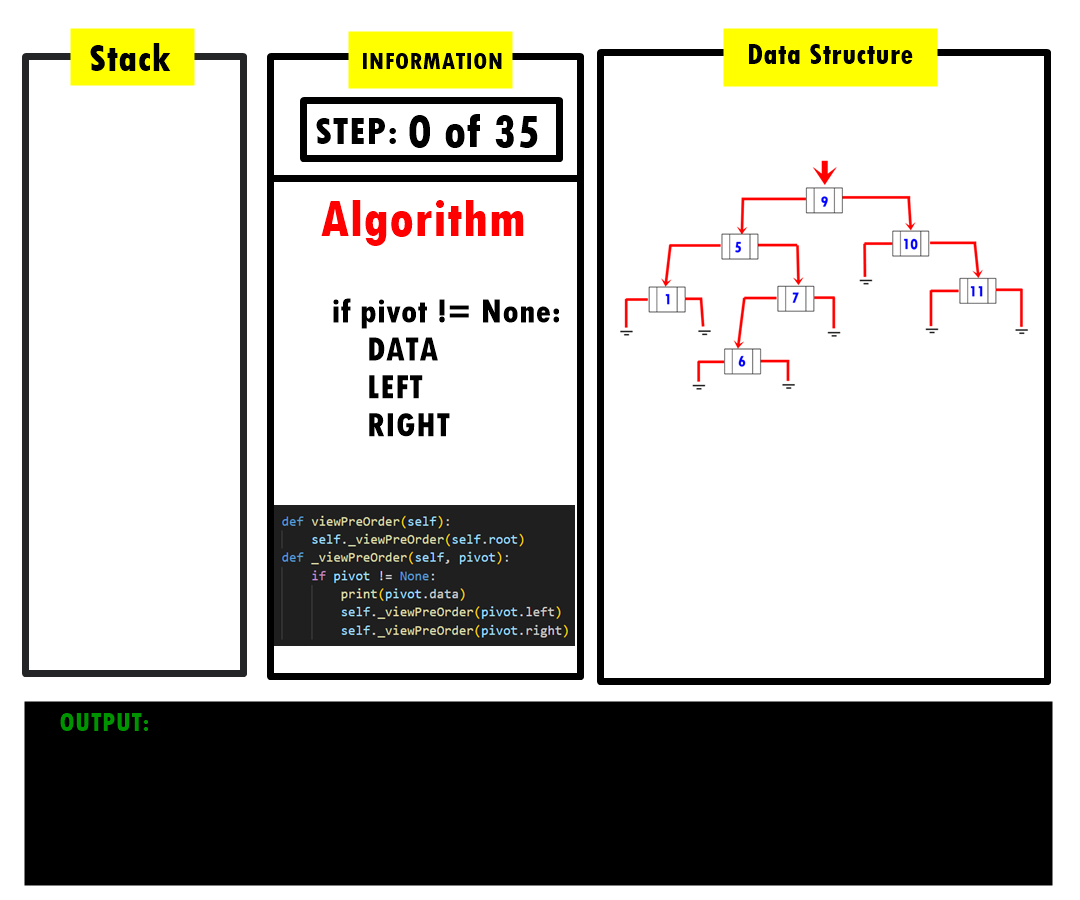 Stack
INFORMATION
STEP: 0 of 35
Algorithm
if pivot != None:
DATA
LEFT
RIGHT
def viewPreOrder(self):
self._viewPreOrder(self.root)
def _viewPreOrder(self, pivot):
if pivot != None:
print(pivot.data)
self._viewPreOrder(pivot.left)
self._viewPreOrder(pivot.right)
Data Structure
9
5
10
1
7
11
6
OUTPUT: